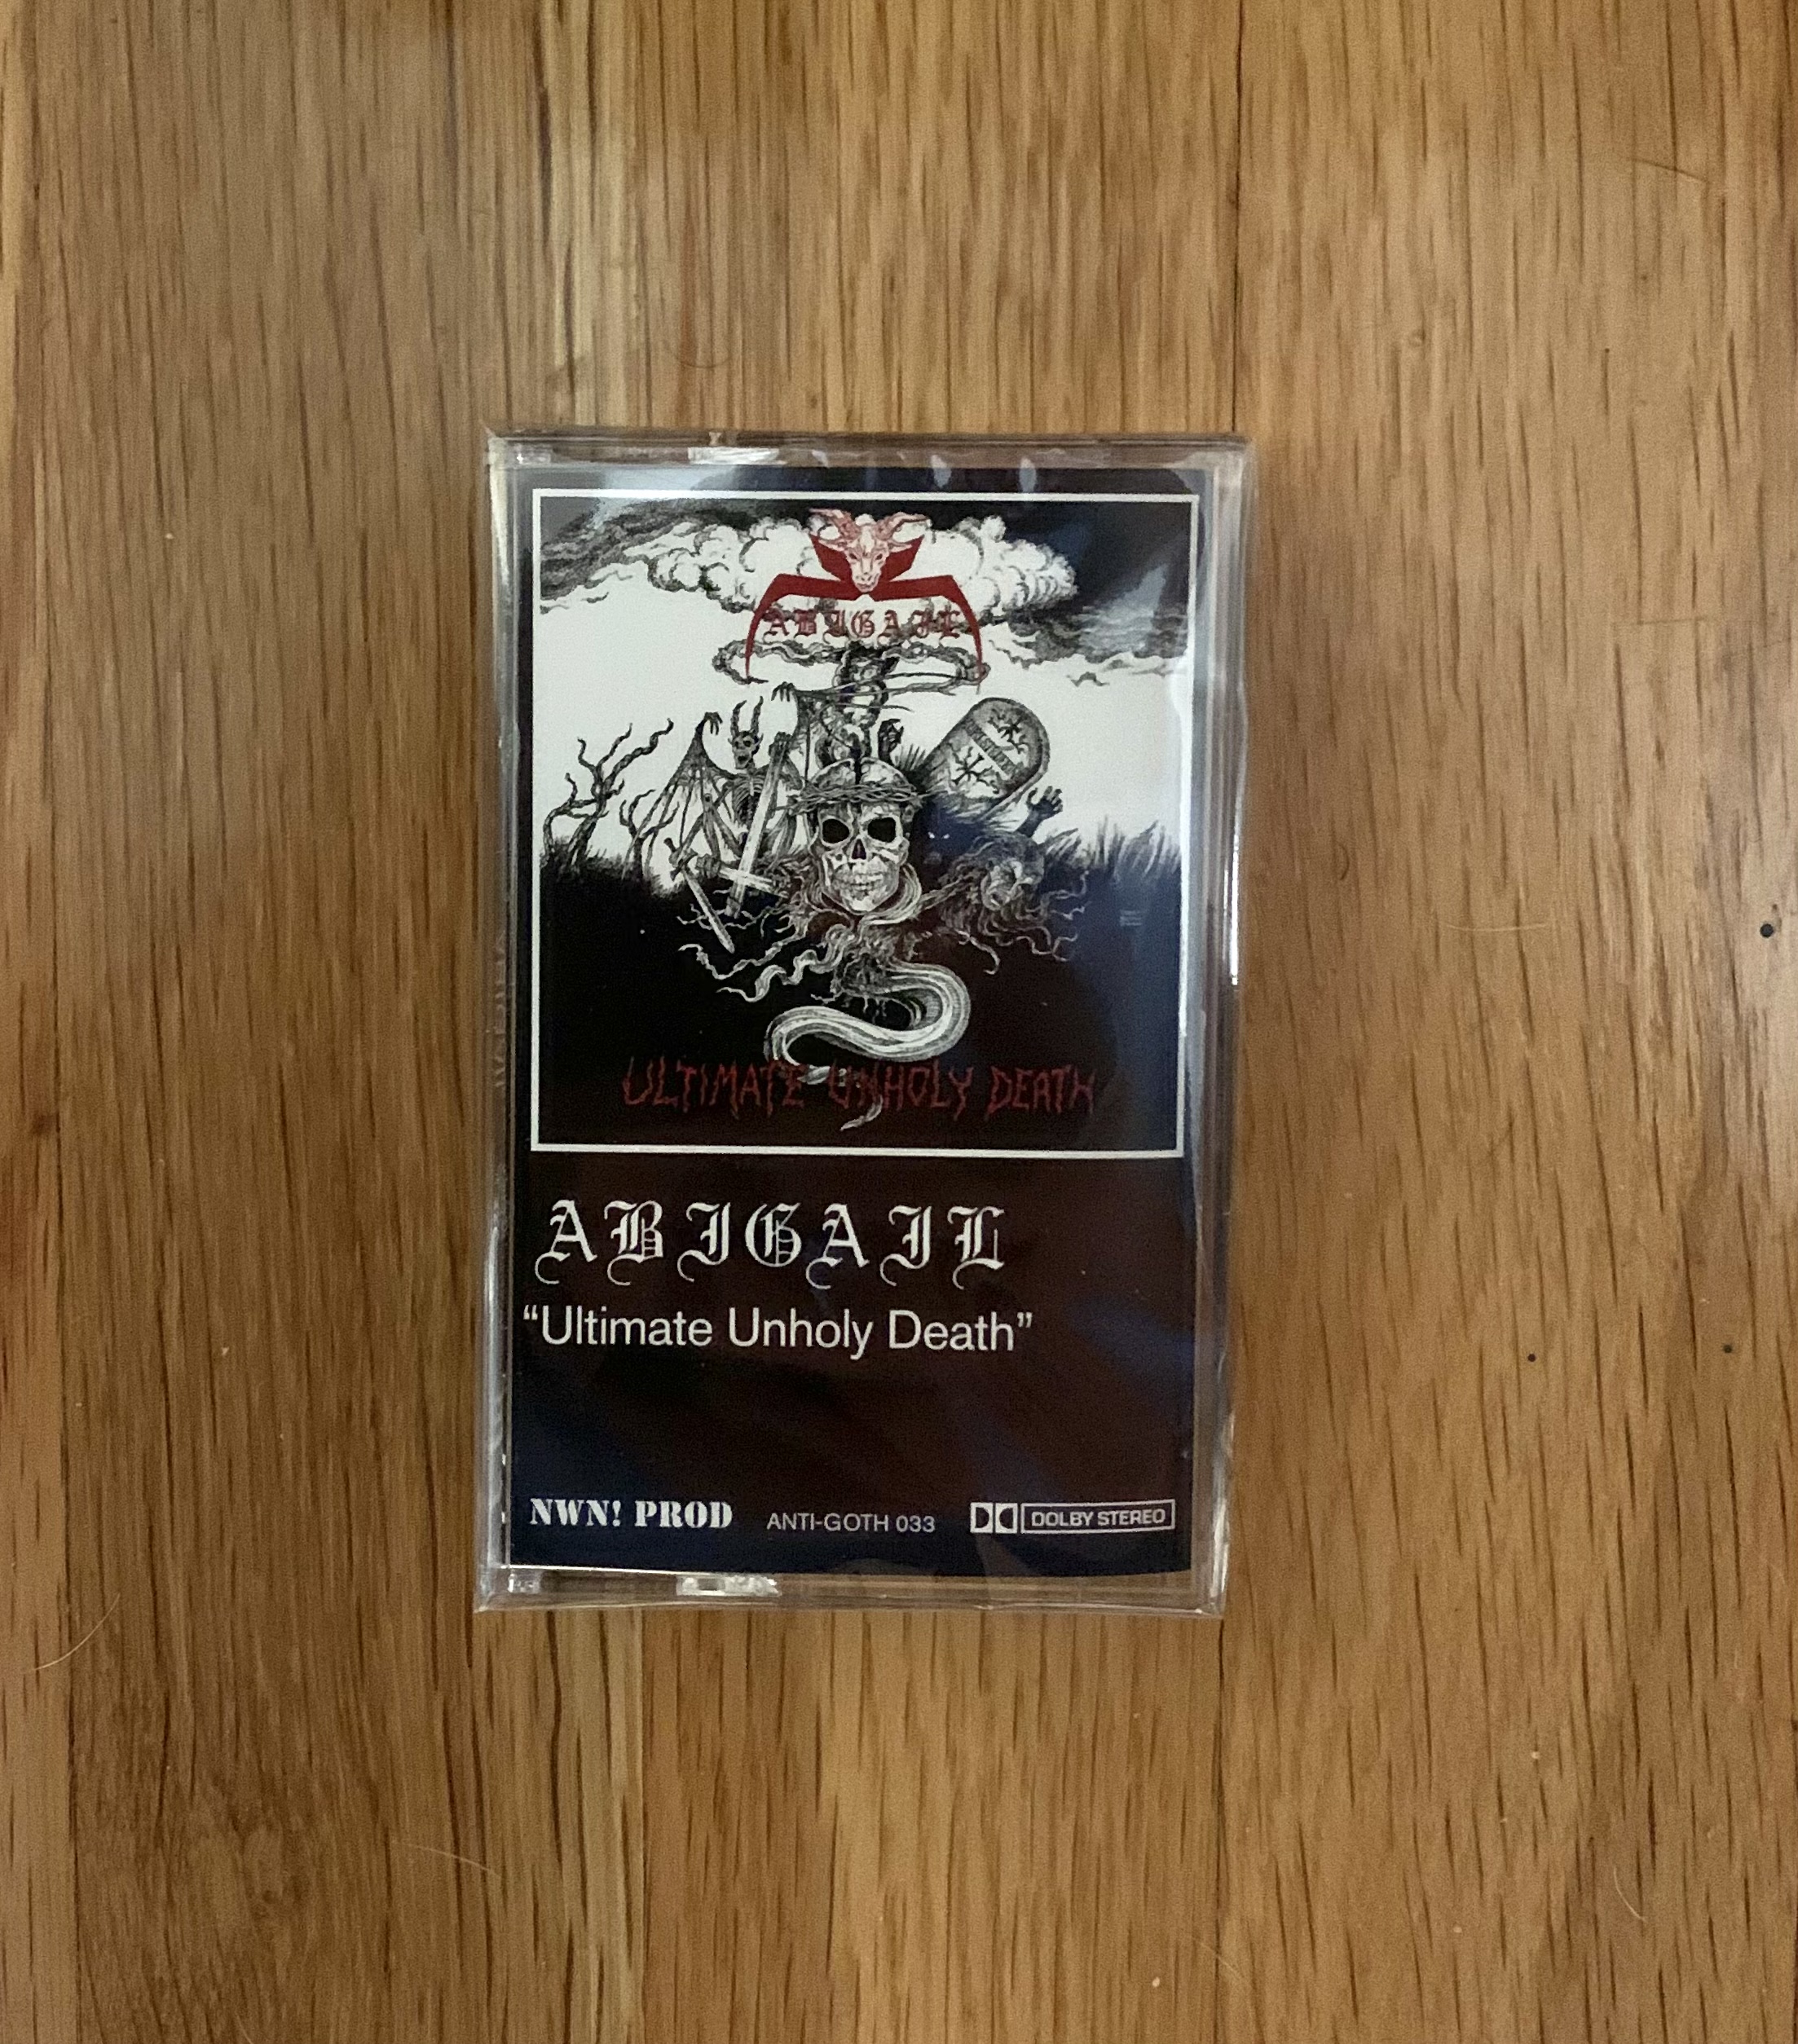 ABIGAIL
ULTIMATE UNHOLY DEATH
ABIGAIL
“Ultimate Unholy Death”
NWN! PROD ANTI-GOTH 033 DOLBY STEREO